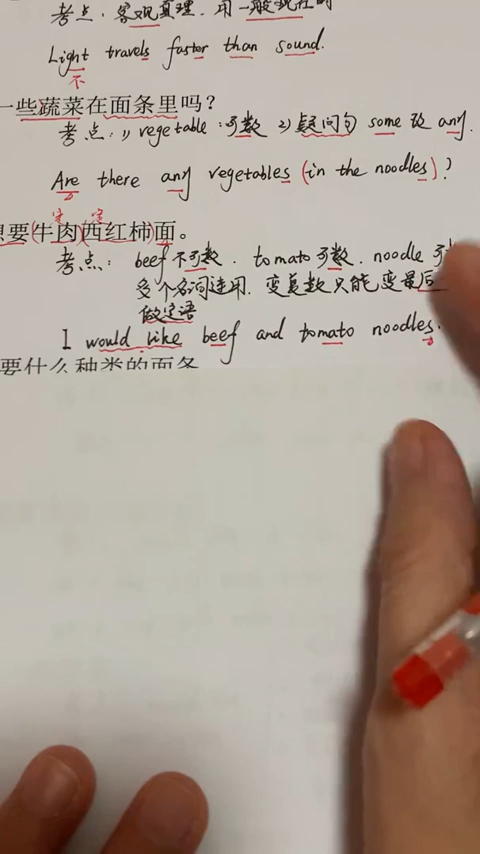 考点：客观真理．用一般现在时
Light travels faster than sound.
不
一些蔬菜在面条里吗？
考点：1) vegetable：可数 2) 疑问句 some 改 any.
Are there any vegetables (in the noodles)?
定 定
想要(牛肉)(西红柿)面。
考点：beef 不可数．tomato 可数．noodle 可
多个名词连用．变复数只能变最后
做定语
I would like beef and tomato noodles.
要什么种类的面条